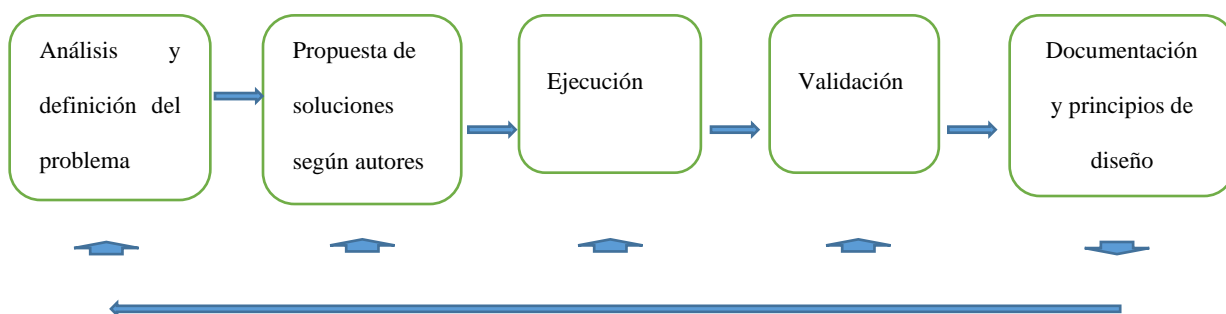 Análisis y
definición del
problema
Propuesta de
soluciones
según autores
Ejecución
Validación
Documentación
y principios de
diseño